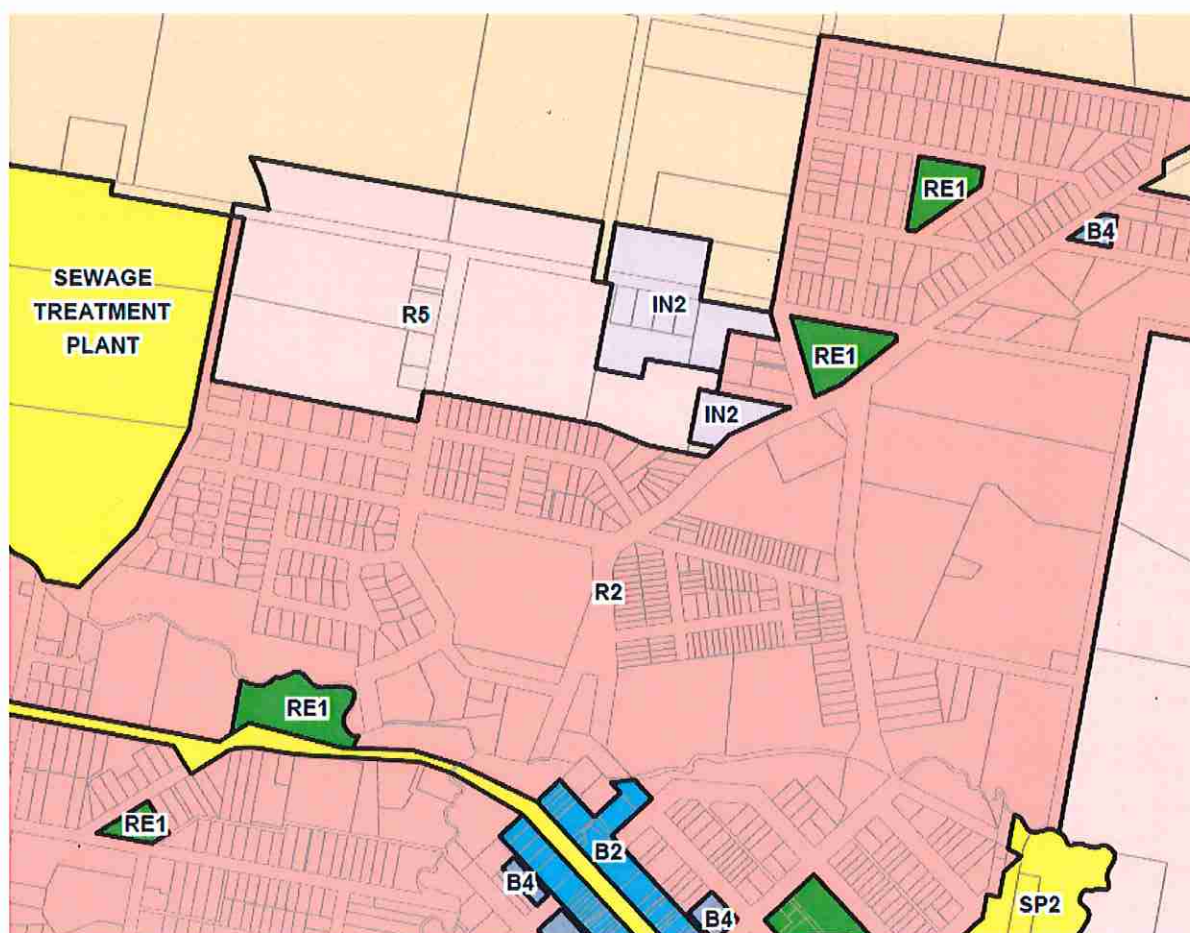 RE1
B4
SEWAGE
TREATMENT
PLANT
R5
IN2
RE1
IN2
R2
RE1
RE1
B2
B4
B4
SP2